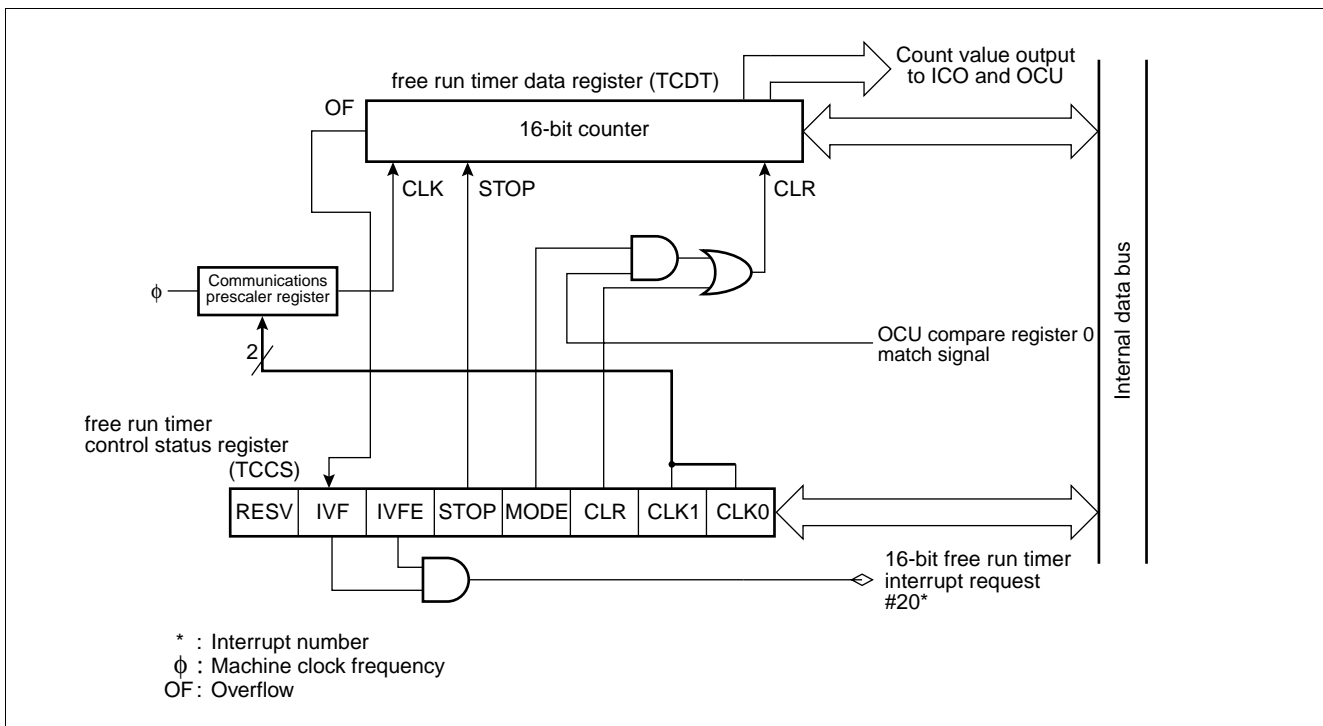 Count value output
to ICO and OCU
free run timer data register (TCDT)
OF
16-bit counter
CLK
STOP
CLR
Communications
prescaler register
ϕ
OCU compare register 0
match signal
Internal data bus
2
free run timer
control status register
(TCCS)
RESV IVF IVFE STOP MODE CLR CLK1 CLK0
16-bit free run timer
interrupt request
#20*
* : Interrupt number
ϕ : Machine clock frequency
OF : Overflow